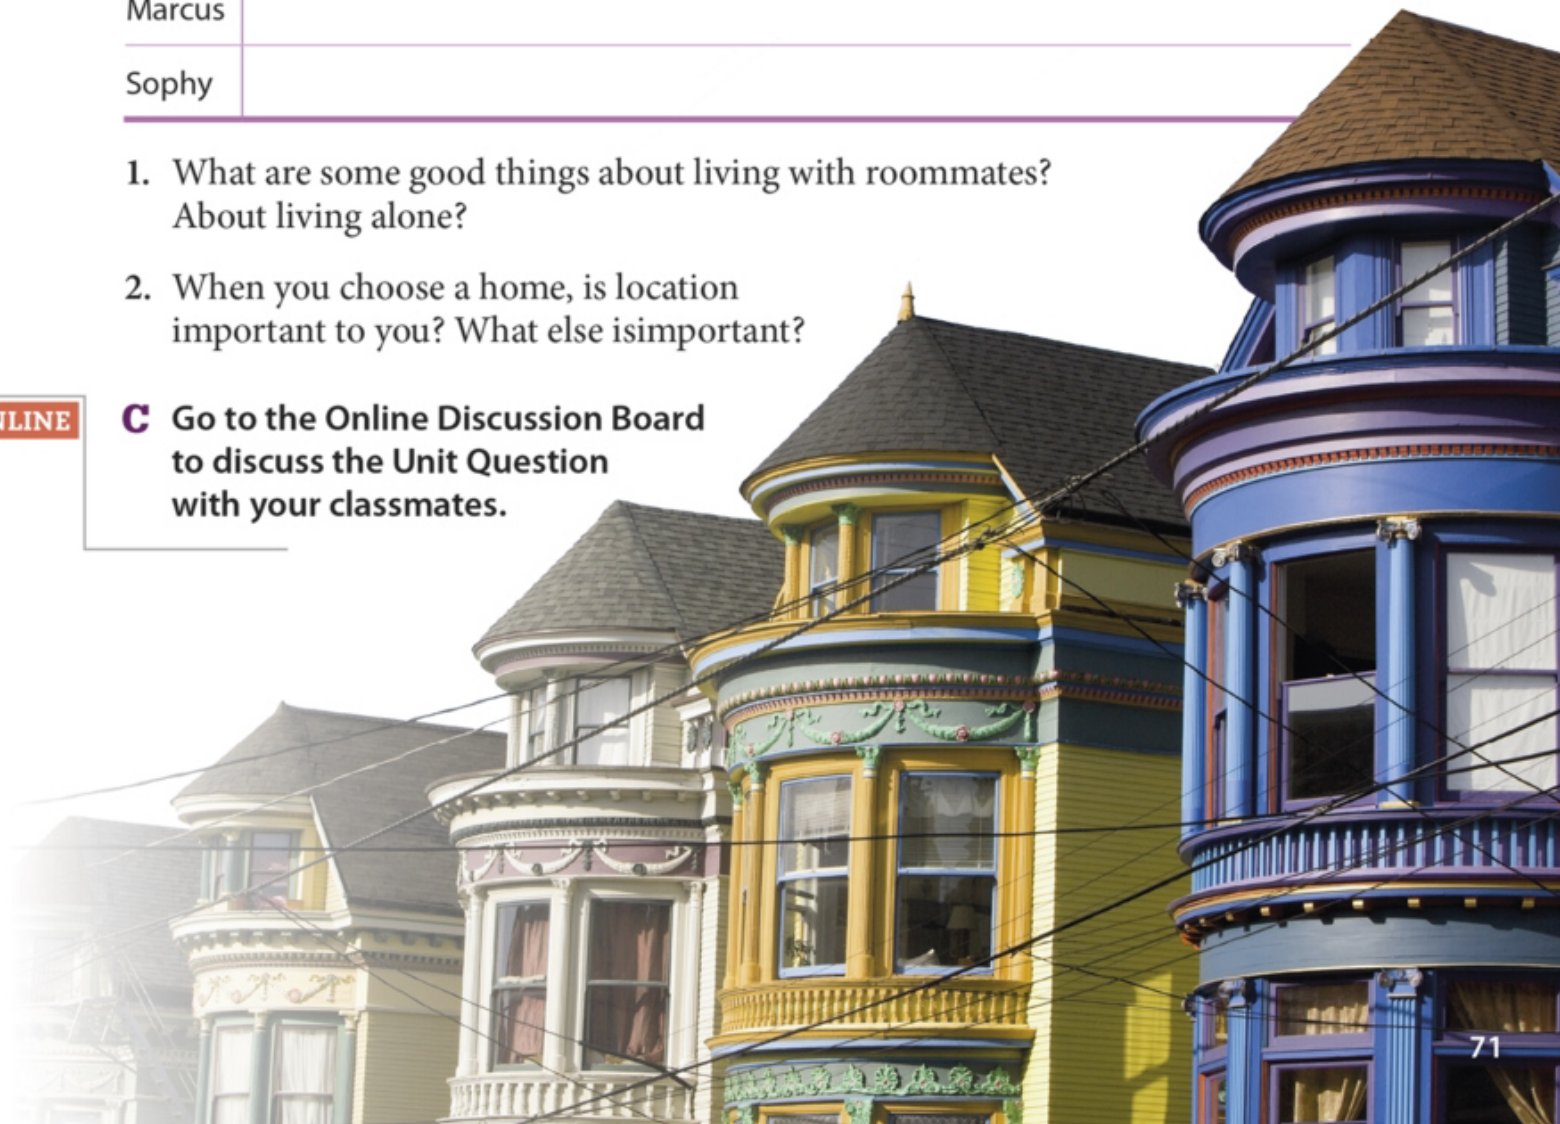 Marcus
Sophy
1. What are some good things about living with roommates?
About living alone?
2. When you choose a home, is location
important to you? What else isimportant?
NLINE
C Go to the Online Discussion Board
to discuss the Unit Question
with your classmates.
71